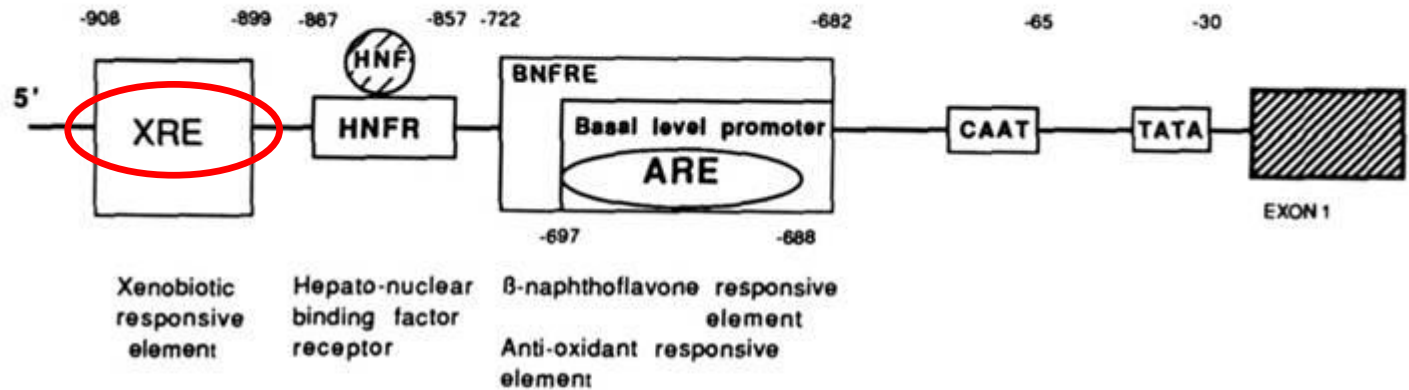 -908 -899 -887 -857 -722 -682 -65 -30
HNF
BNFRE
5'
XRE HNFR Basal level promoter CAAT TATA
ARE
EXON 1
-697 -688
Xenobiotic responsive element
Hepato-nuclear binding factor receptor
ß-naphthoflavone responsive element
Anti-oxidant responsive element